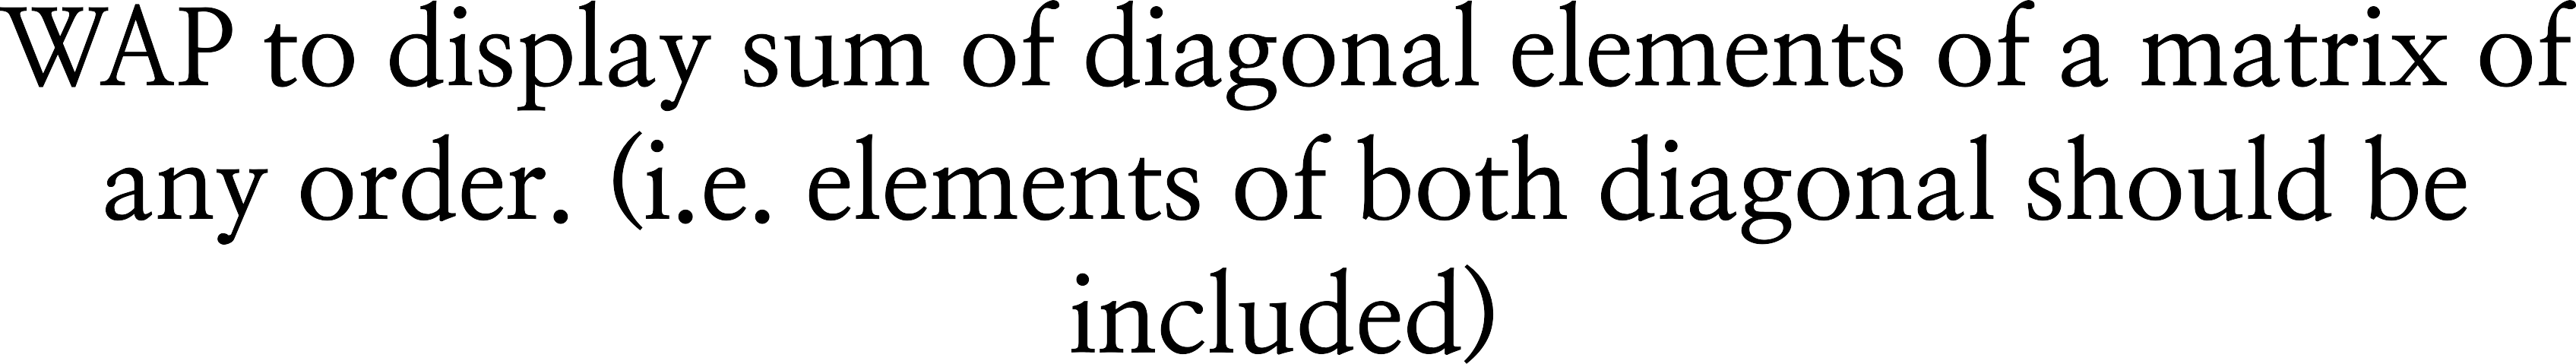 WAP to display sum of diagonal elements of a matrix of
any order. (i.e. elements of both diagonal should be
included)